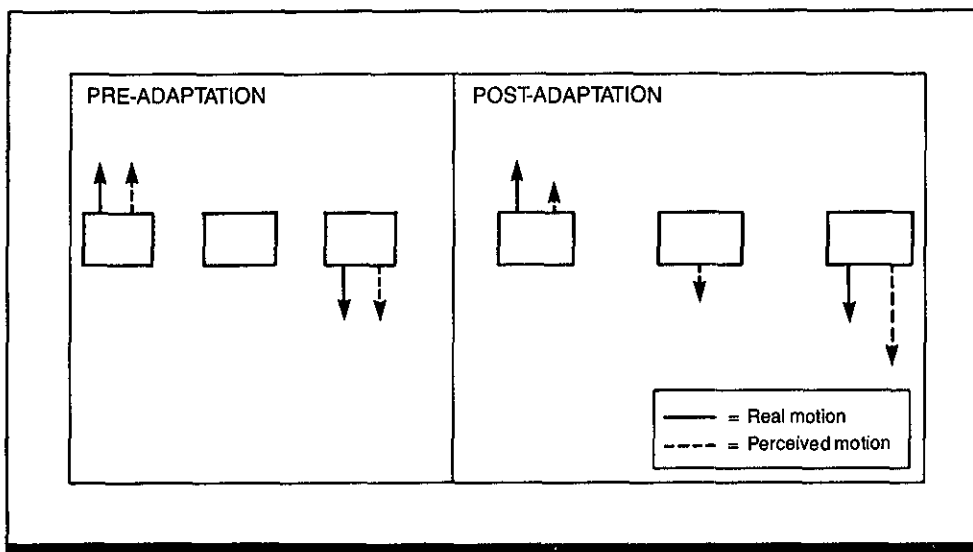 PRE-ADAPTATION
POST-ADAPTATION
= Real motion
= Perceived motion